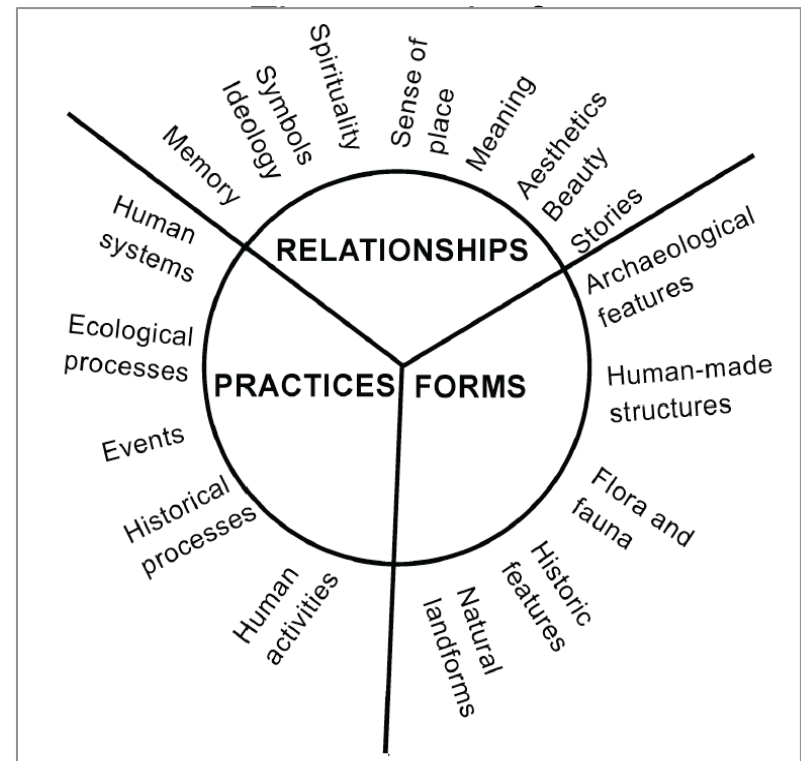 Spirituality
Symbols
Ideology
Memory
Sense of
place
Meaning
Aesthetics
Beauty
Stories
RELATIONSHIPS
Human
systems
Ecological
processes
Events
Historical
processes
Human
activities
PRACTICES
FORMS
Archaeological
features
Human-made
structures
Flora and
fauna
Historic
features
Natural
landforms